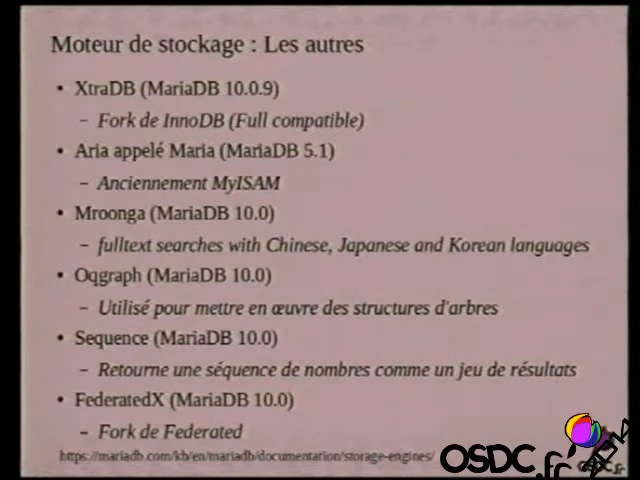 Moteur de stockage : Les autres
• XtraDB (MariaDB 10.0.9)
– Fork de InnoDB (Full compatible)
• Aria appelé Maria (MariaDB 5.1)
– Anciennement MyISAM
• Mroonga (MariaDB 10.0)
– fulltext searches with Chinese, Japanese and Korean languages
• Oqgraph (MariaDB 10.0)
– Utilisé pour mettre en œuvre des structures d'arbres
• Sequence (MariaDB 10.0)
– Retourne une séquence de nombres comme un jeu de résultats
• FederatedX (MariaDB 10.0)
– Fork de Federated
https://mariadb.com/kb/en/mariadb/documentation/storage-engines/
OSDC.fr
OSDC.fr